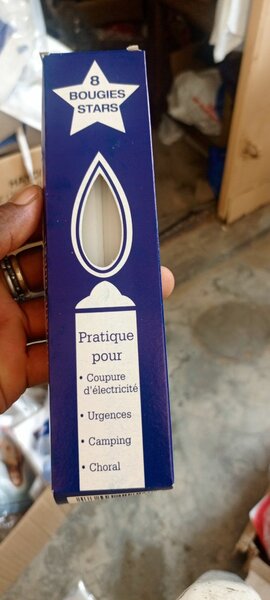 8
BOUGIES
STARS
Pratique
pour
• Coupure
d'électricité
• Urgences
• Camping
• Choral